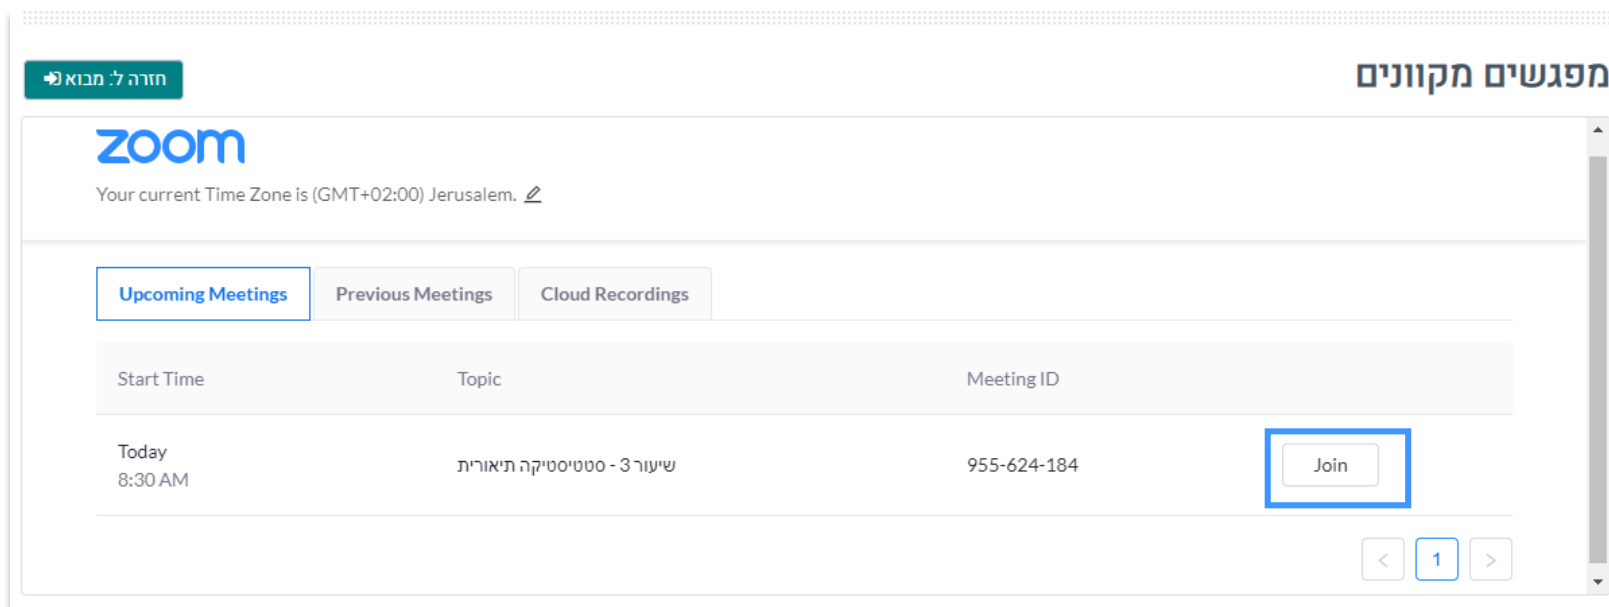 מפגשים מקוונים
חזרה ל: מבוא
zoom
Your current Time Zone is (GMT+02:00) Jerusalem.
Upcoming Meetings Previous Meetings Cloud Recordings
Start Time Topic Meeting ID
Today
8:30 AM שיעור 3 - סטטיסטיקה תיאורית 955-624-184 Join
< 1 >